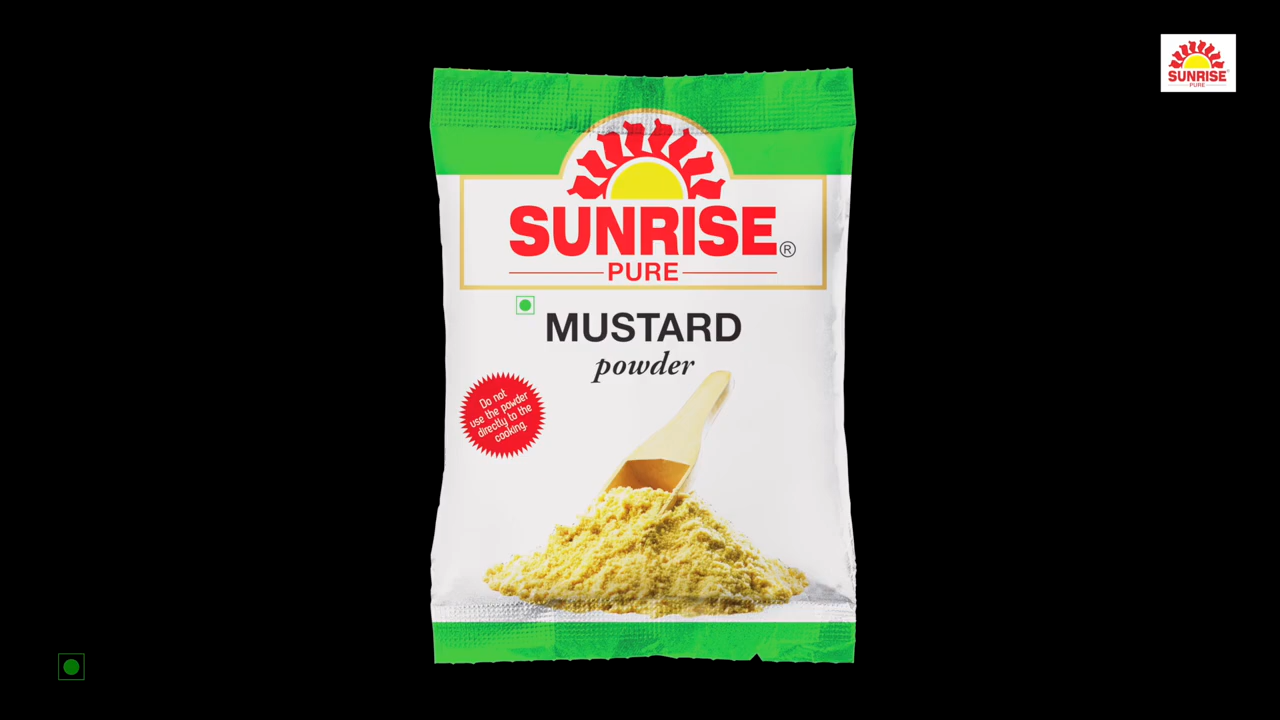 SUNRISE
PURE
SUNRISE®
PURE
MUSTARD
powder
Do not
use the powder
directly to the
cooking.